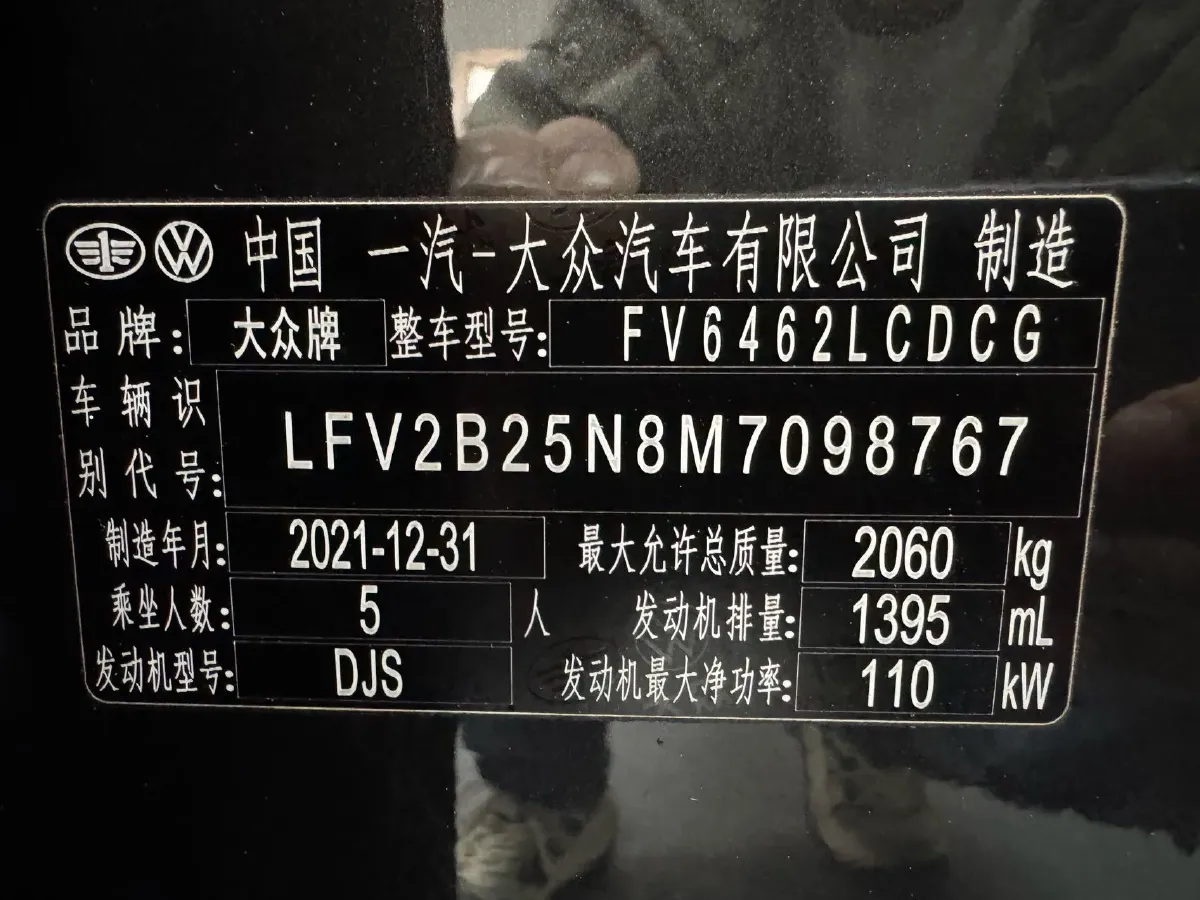 中国 一汽-大众汽车有限公司 制造
品牌: 大众牌 整车型号: FV6462LCDCG
车辆识别代号: LFV2B25N8M7098767
制造年月: 2021-12-31 最大允许总质量: 2060 kg
乘坐人数: 5 人 发动机排量: 1395 mL
发动机型号: DJS 发动机最大净功率: 110 kW